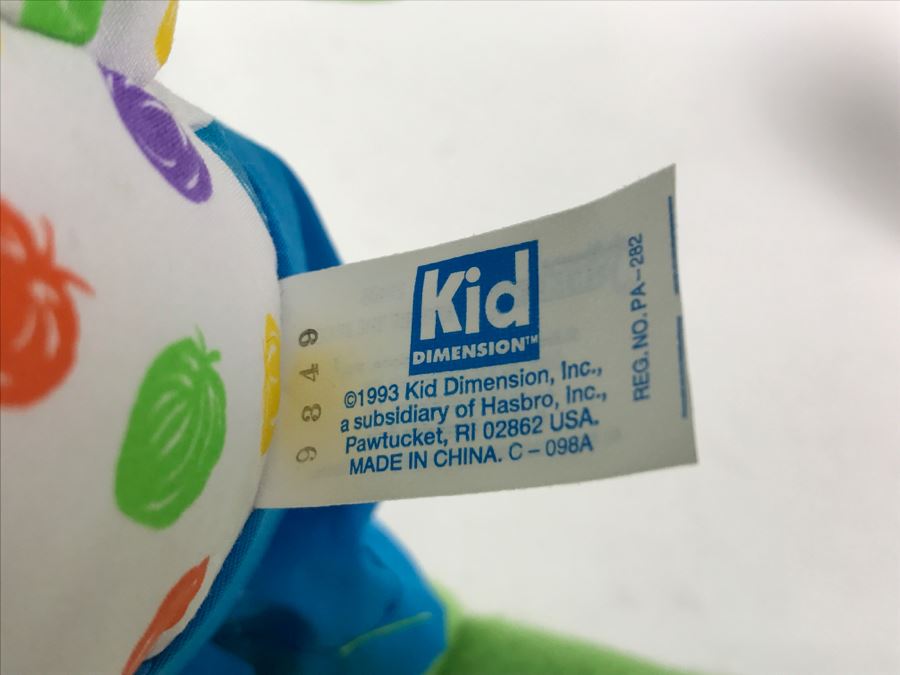 Kid
DIMENSION™
©1993 Kid Dimension, Inc.,
a subsidiary of Hasbro, Inc.,
Pawtucket, RI 02862 USA.
MADE IN CHINA. C-098A
REG. NO. PA-282
9349